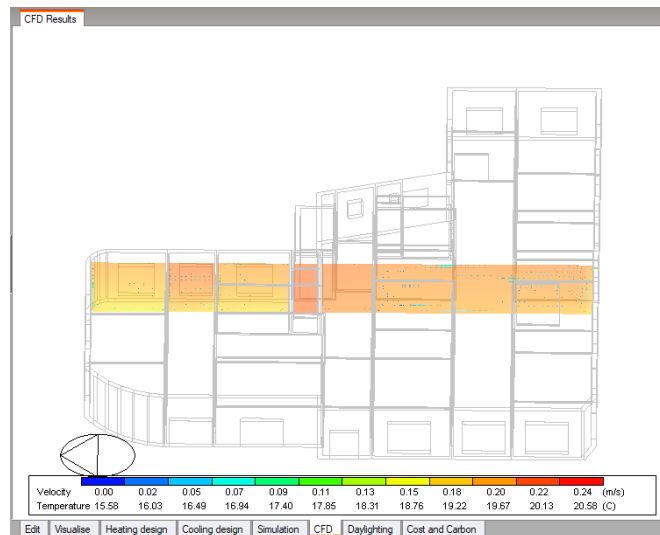 CFD Results
Velocity 0.00 0.02 0.05 0.07 0.09 0.11 0.13 0.15 0.18 0.20 0.22 0.24 (m/s)
Temperature 15.58 16.03 16.49 16.94 17.40 17.85 18.31 18.76 19.22 19.67 20.13 20.58 (C)
Edit Visualise Heating design Cooling design Simulation CFD Daylighting Cost and Carbon